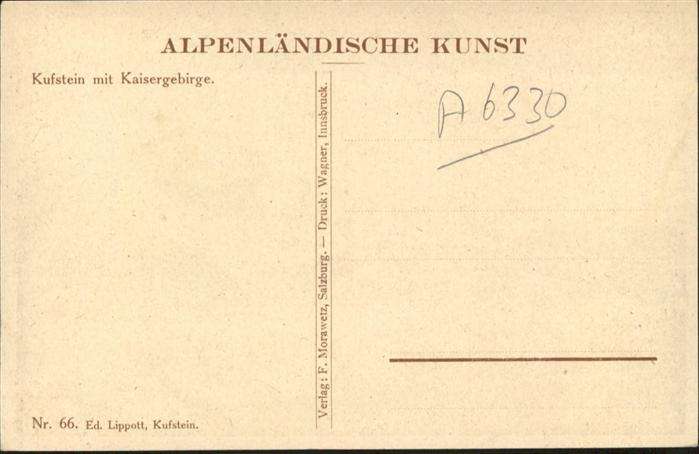 ALPENLÄNDISCHE KUNST
Kufstein mit Kaisergebirge.
A 6330
Verlag: F. Morawetz, Salzburg. — Druck: Wagner, Innsbruck.
Nr. 66. Ed. Lippott, Kufstein.